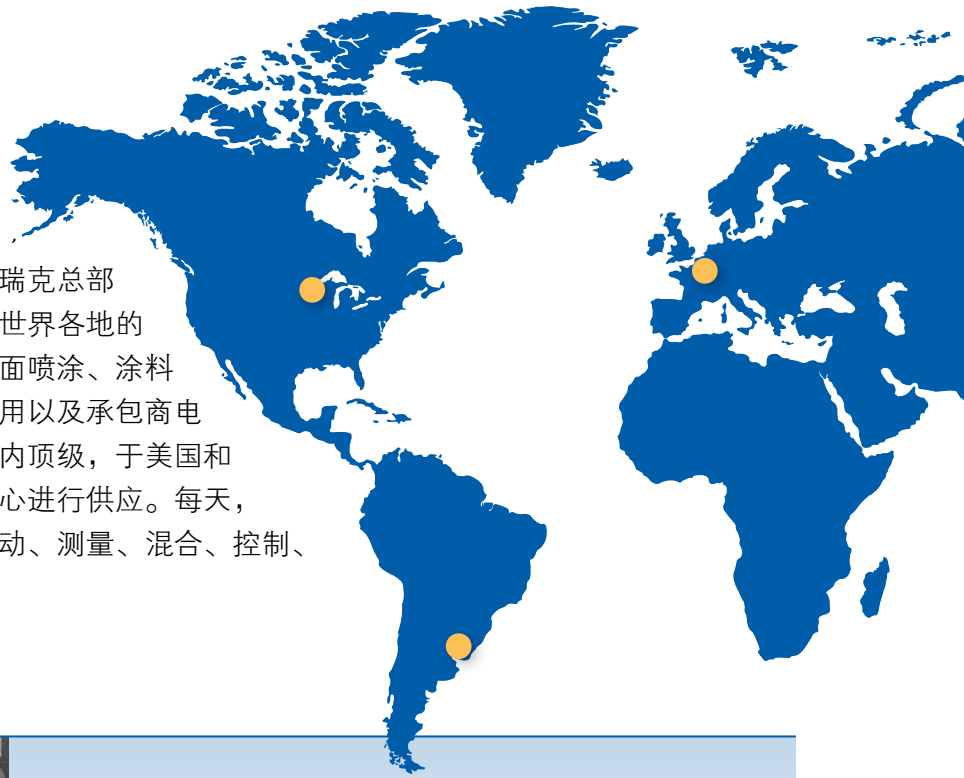 瑞克总部
世界各地的
面喷涂、涂料
用以及承包商电
内顶级，于美国和
心进行供应。每天，
动、测量、混合、控制、